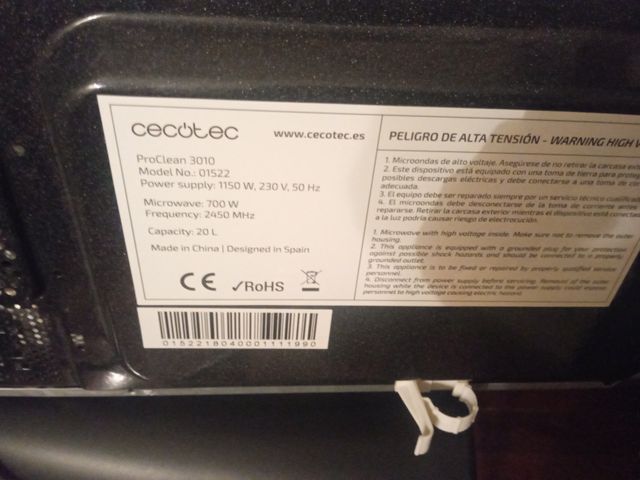 cecotec
www.cecotec.es
ProClean 3010
Model No.: 01522
Power supply: 1150 W, 230 V, 50 Hz
Microwave: 700 W
Frequency: 2450 MHz
Capacity: 20 L
Made in China | Designed in Spain
CE ✓RoHS
0152218040001111990
PELIGRO DE ALTA TENSIÓN - WARNING HIGH
1. Microondas de alto voltaje. Asegúrese de no retirar la carcasa
2. Este dispositivo está equipado con una toma de tierra para
posibles descargas eléctricas y debe conectarse a una toma de
adecuada.
3. El equipo debe ser reparado siempre por un servicio técnico
4. El microondas debe desconectarse de la toma de corriente antes
repararse. Retirar la carcasa exterior mientras el dispositivo está
a la luz podría causar riesgo de electrocución.
1. Microwave with high voltage inside. Make sure not to remove the outer
housing.
2. This appliance is equipped with a grounded plug for your protection
against possible shock hazards and should be connected to a properly
grounded outlet.
3. This appliance is to be fixed or repaired by properly qualified service
personnel.
4. Disconnect from power supply before servicing. Removal of the outer
housing while the device is connected to the power could expose
personnel to high voltage causing electric hazard.